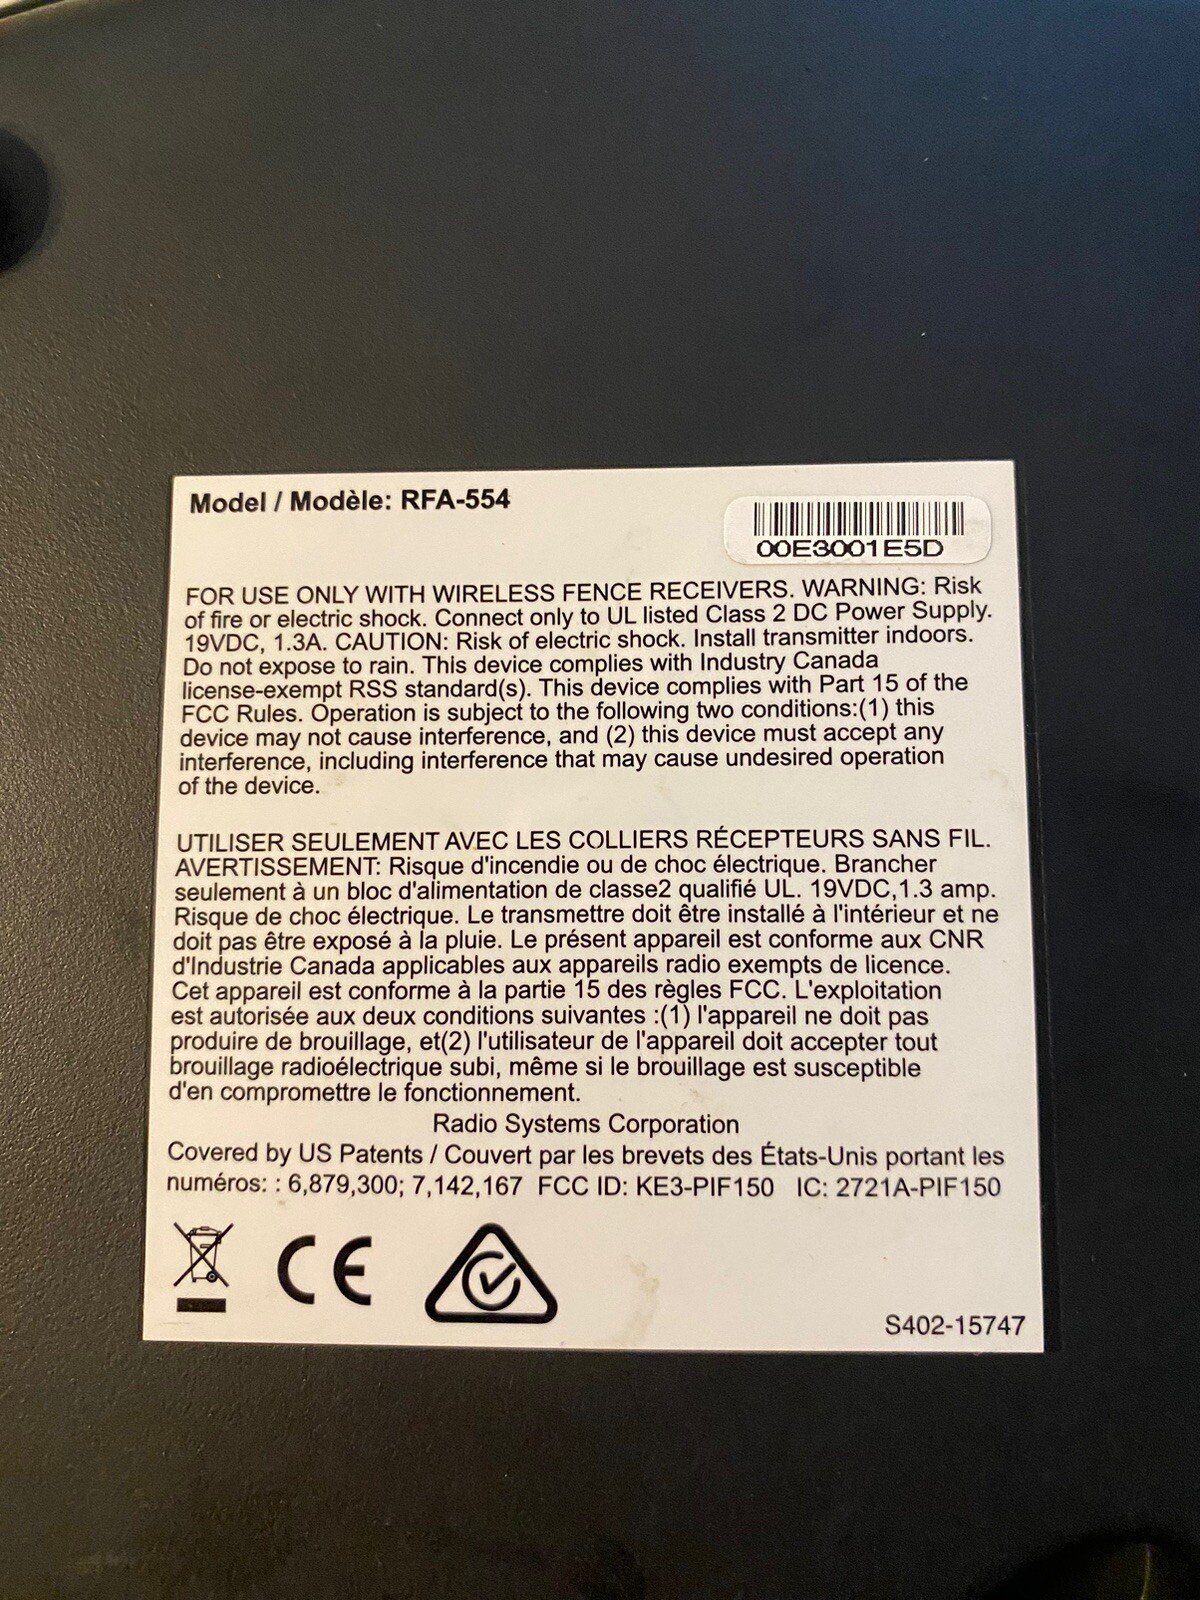 Model / Modèle: RFA-554
00E3001E5D
FOR USE ONLY WITH WIRELESS FENCE RECEIVERS. WARNING: Risk
of fire or electric shock. Connect only to UL listed Class 2 DC Power Supply.
19VDC, 1.3A. CAUTION: Risk of electric shock. Install transmitter indoors.
Do not expose to rain. This device complies with Industry Canada
license-exempt RSS standard(s). This device complies with Part 15 of the
FCC Rules. Operation is subject to the following two conditions:(1) this
device may not cause interference, and (2) this device must accept any
interference, including interference that may cause undesired operation
of the device.
UTILISER SEULEMENT AVEC LES COLLIERS RÉCEPTEURS SANS FIL.
AVERTISSEMENT: Risque d'incendie ou de choc électrique. Brancher
seulement à un bloc d'alimentation de classe2 qualifié UL. 19VDC,1.3 amp.
Risque de choc électrique. Le transmettre doit être installé à l'intérieur et ne
doit pas être exposé à la pluie. Le présent appareil est conforme aux CNR
d'Industrie Canada applicables aux appareils radio exempts de licence.
Cet appareil est conforme à la partie 15 des règles FCC. L'exploitation
est autorisée aux deux conditions suivantes :(1) l'appareil ne doit pas
produire de brouillage, et(2) l'utilisateur de l'appareil doit accepter tout
brouillage radioélectrique subi, même si le brouillage est susceptible
d'en compromettre le fonctionnement.
Radio Systems Corporation
Covered by US Patents / Couvert par les brevets des États-Unis portant les
numéros: : 6,879,300; 7,142,167 FCC ID: KE3-PIF150 IC: 2721A-PIF150
CE
S402-15747